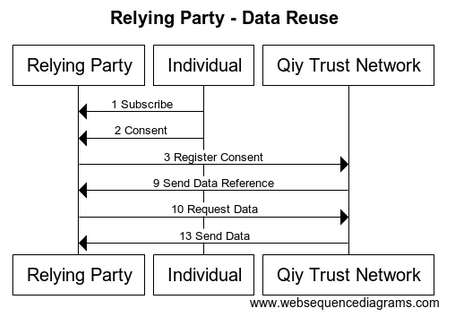 Relying Party - Data Reuse
Relying Party Individual Qiy Trust Network
1 Subscribe
2 Consent
3 Register Consent
9 Send Data Reference
10 Request Data
13 Send Data
Relying Party Individual Qiy Trust Network
www.websequencediagrams.com